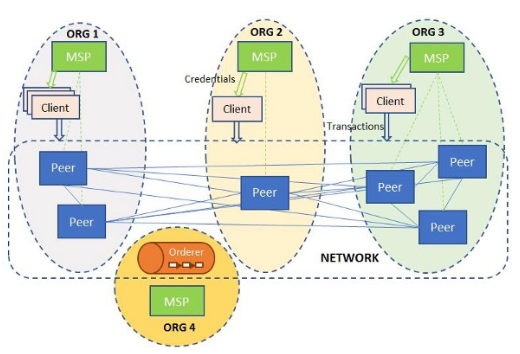 ORG 1
ORG 2
ORG 3
MSP
MSP
MSP
Credentials
Client
Client
Client
Transactions
Peer
Peer
Peer
Peer
Peer
Peer
Orderer
NETWORK
MSP
ORG 4